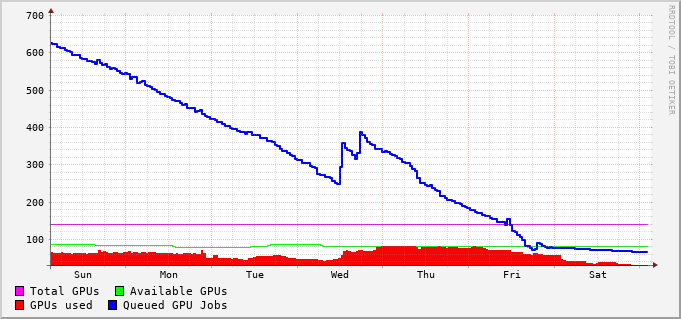 700
600
500
400
300
200
100
Sun Mon Tue Wed Thu Fri Sat
Total GPUs Available GPUs
GPUs used Queued GPU Jobs
RRDTOOL / TOBI OETIKER